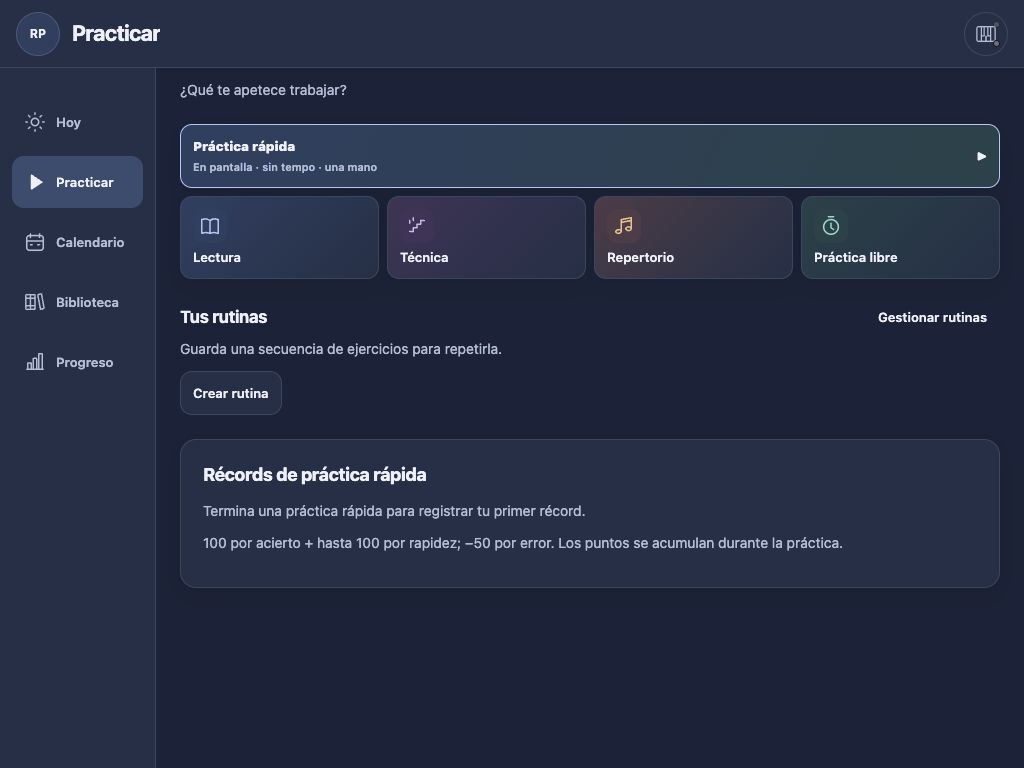 RP
Practicar
Hoy
Practicar
Calendario
Biblioteca
Progreso
¿Qué te apetece trabajar?
Práctica rápida
En pantalla · sin tempo · una mano
Lectura
Técnica
Repertorio
Práctica libre
Tus rutinas
Gestionar rutinas
Guarda una secuencia de ejercicios para repetirla.
Crear rutina
Récords de práctica rápida
Termina una práctica rápida para registrar tu primer récord.
100 por acierto + hasta 100 por rapidez; −50 por error. Los puntos se acumulan durante la práctica.